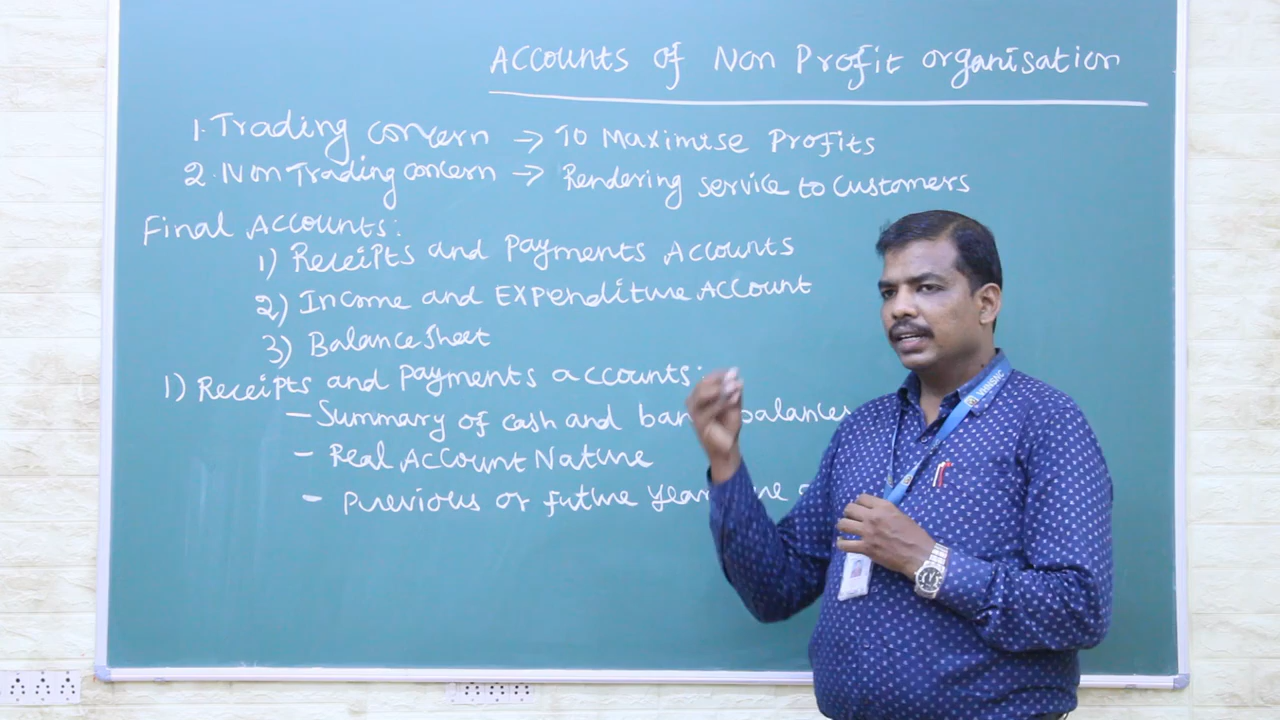 Accounts of Non Profit organisation
1. Trading concern → To Maximise Profits
2. Non Trading concern → Rendering service to customers
Final Accounts:
1) Receipts and Payments Accounts
2) Income and Expenditure Account
3) Balance Sheet
1) Receipts and Payments accounts:
– Summary of cash and balances
– Real Account Nature
– Previous or future